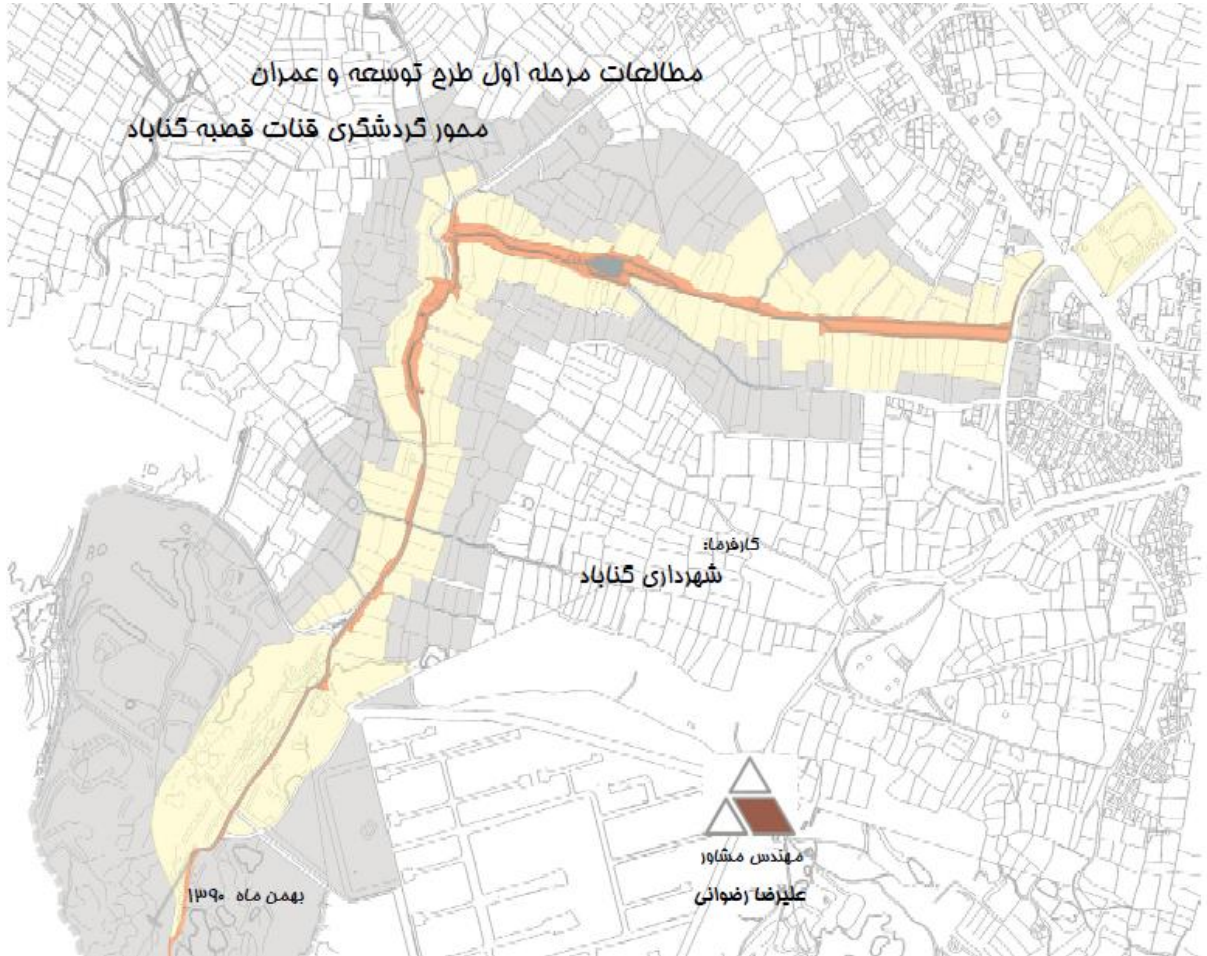 مطالعات مرحله اول طرح توسعه و عمران
محور گردشگری قنات قصبه گناباد
کارفرما:
شهرداری گناباد
مهندس مشاور
علیرضا رضوانی
بهمن ماه ۱۳۹۰